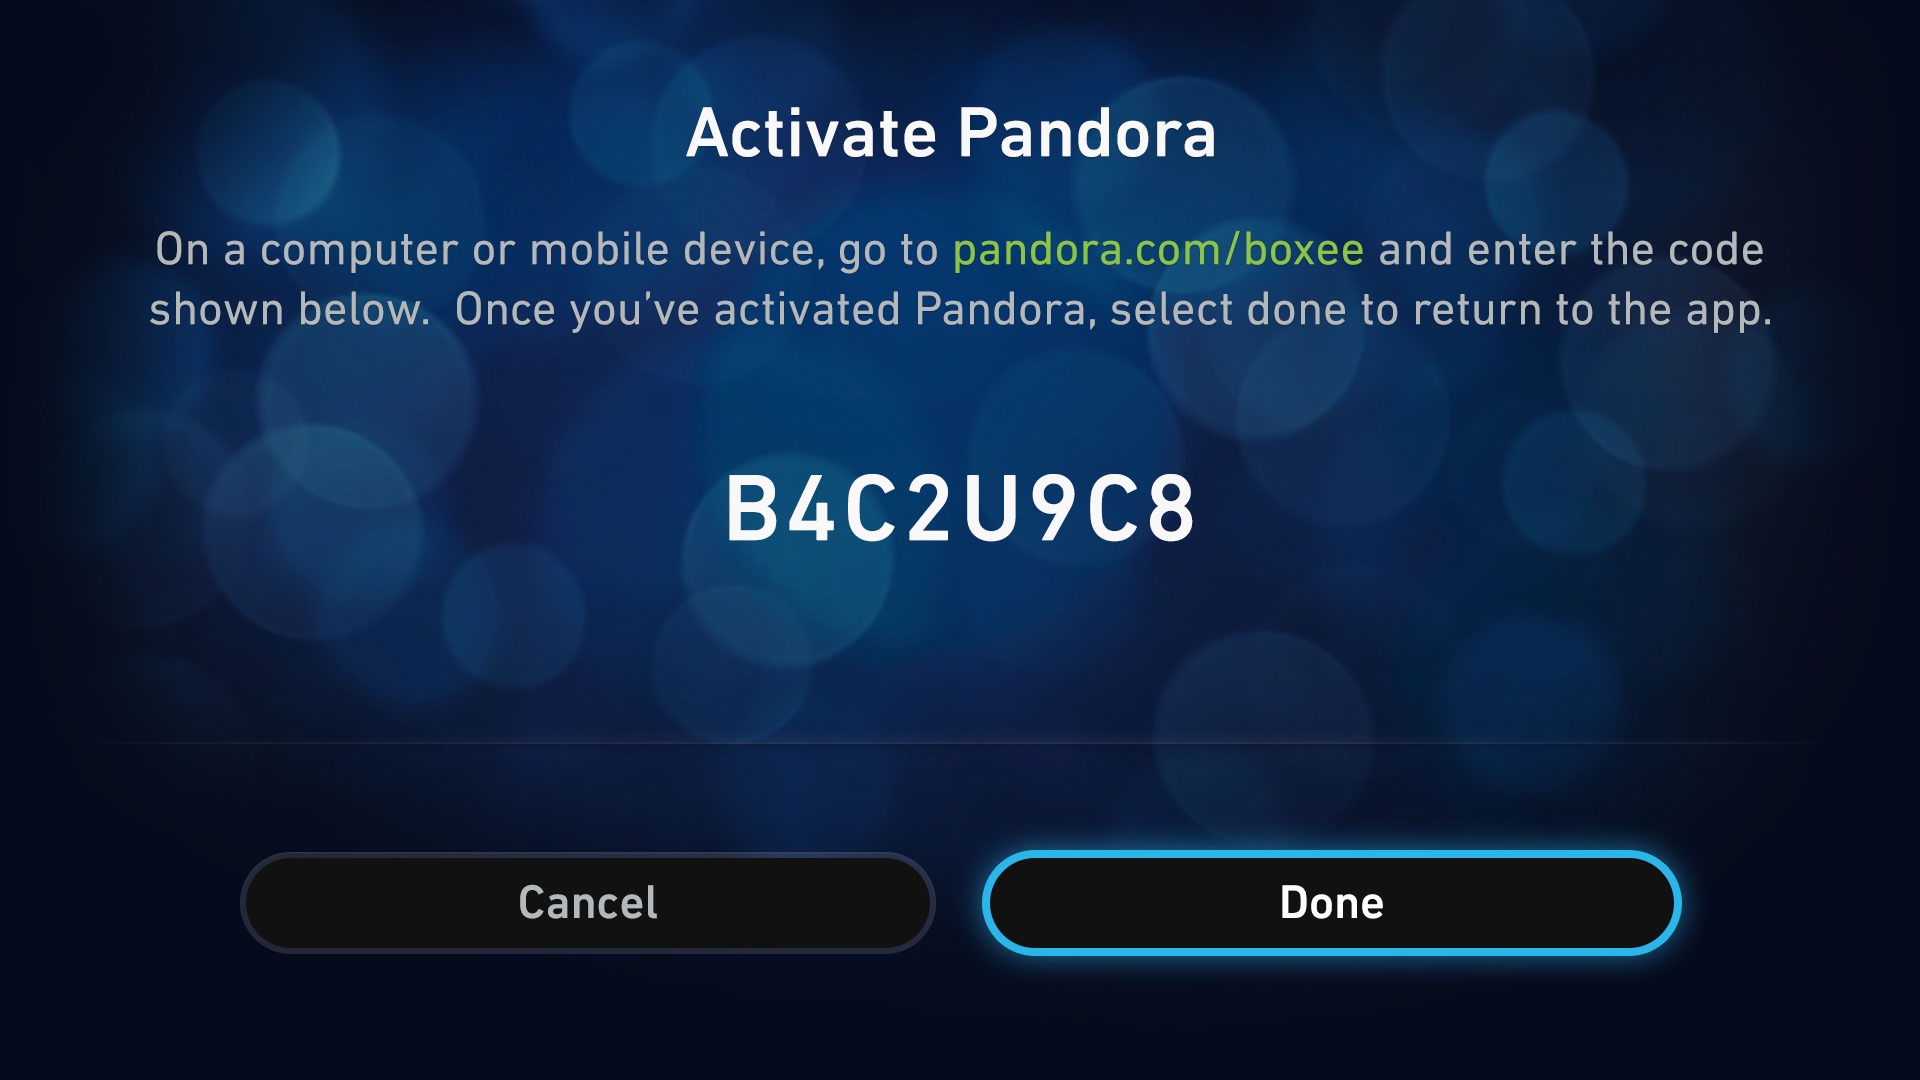 Activate Pandora
On a computer or mobile device, go to pandora.com/boxee and enter the code
shown below.  Once you've activated Pandora, select done to return to the app.
B4C2U9C8
Cancel
Done